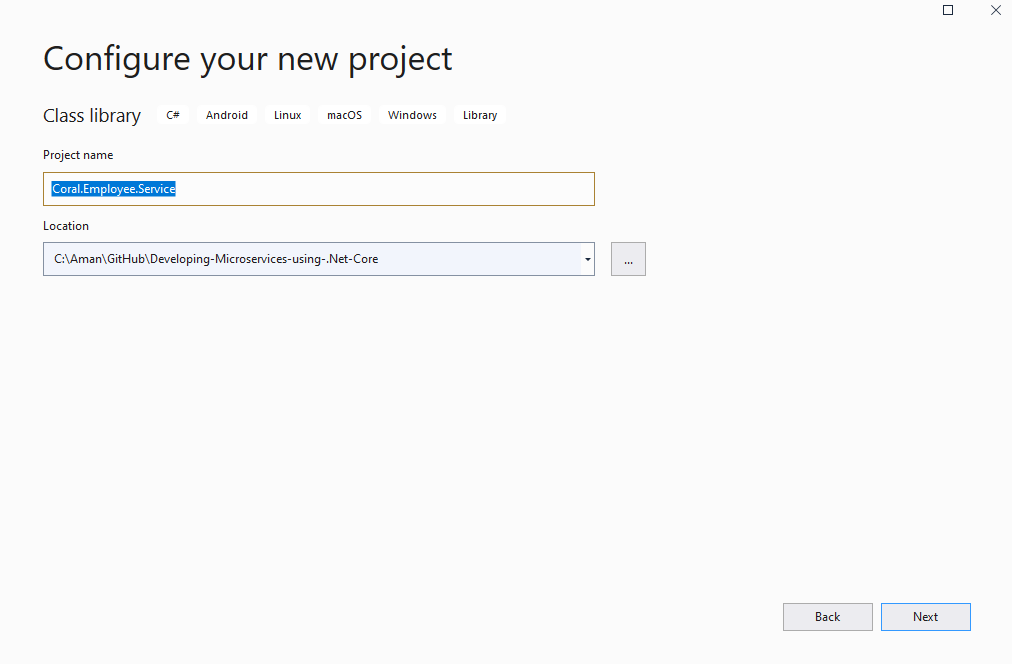 Configure your new project
Class library C# Android Linux macOS Windows Library
Project name
Coral.Employee.Service
Location
C:\Aman\GitHub\Developing-Microservices-using-.Net-Core
...
Back Next